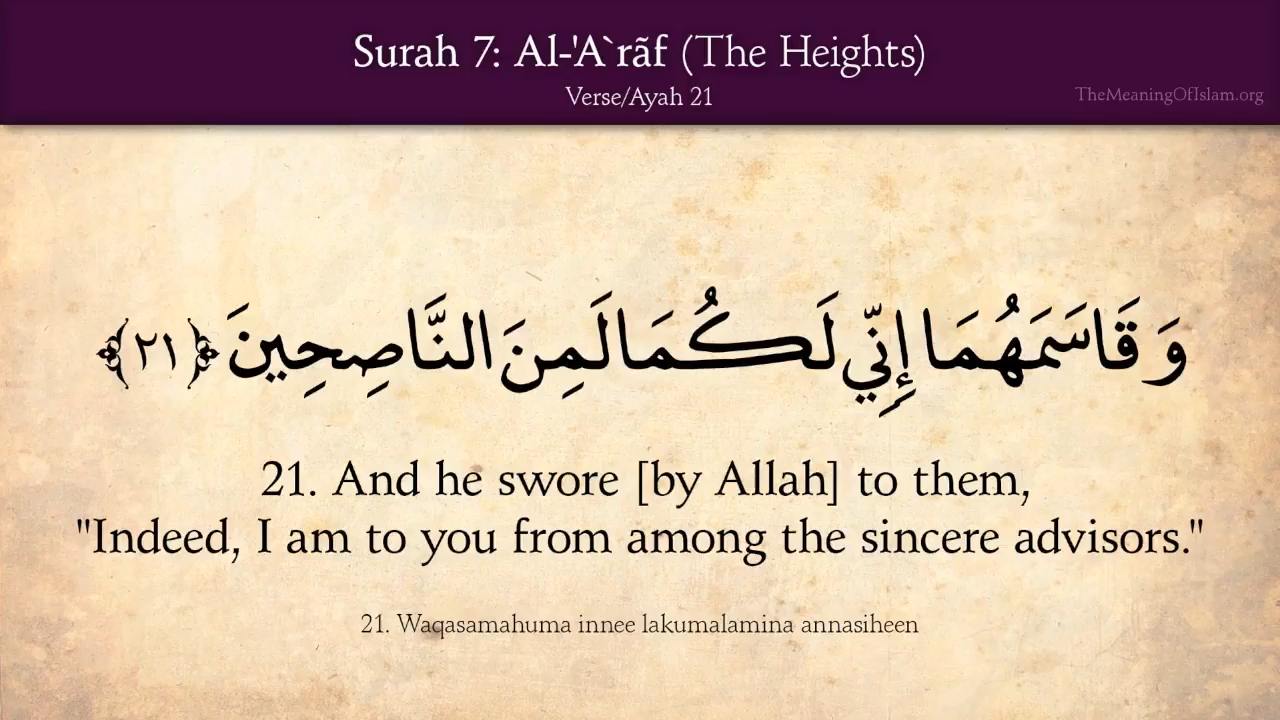 Surah 7: Al-'A`rãf (The Heights)
Verse/Ayah 21
TheMeaningOfIslam.org
وَ قَاسَمَهُمَا إِنِّي لَكُمَا لَمِنَ النَّاصِحِينَ ﴿٢١﴾
21. And he swore [by Allah] to them,
"Indeed, I am to you from among the sincere advisors."
21. Waqasamahuma innee lakumalamina annasiheen